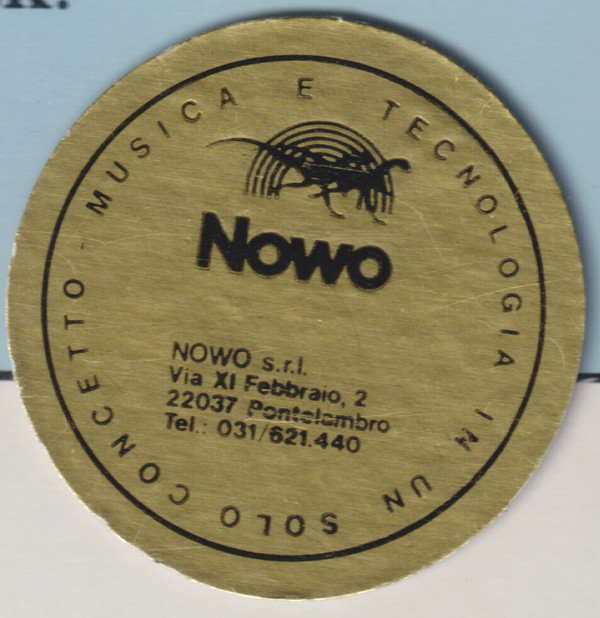 MUSICA E TECNOLOGIA IN UN SOLO CONCETTO -
Nowo
NOWO s.r.l.
Via XI Febbraio, 2
22037 Pontelambro
Tel.: 031/621.440